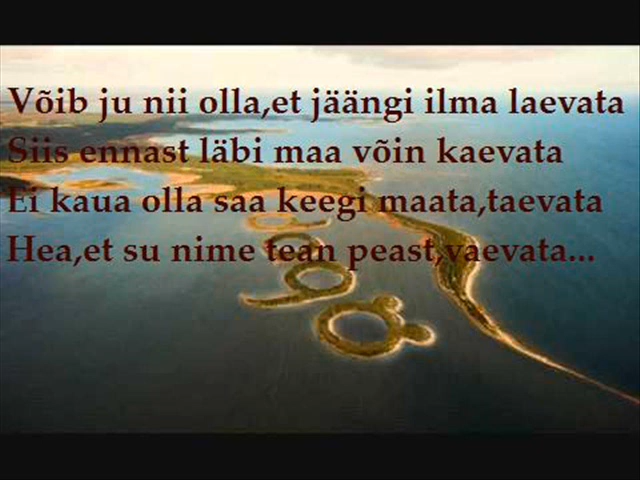 Võib ju nii olla,et jäängi ilma laevata
Siis ennast läbi maa võin kaevata
Ei kaua olla saa keegi maata,taevata
Hea,et su nime tean peast,vaevata...